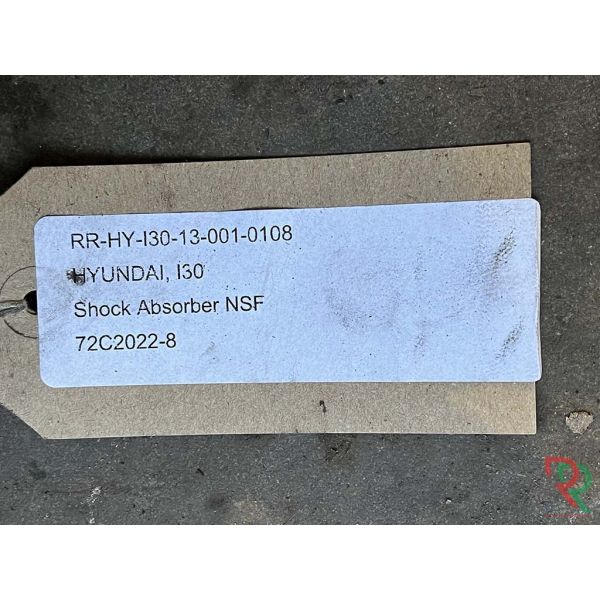 RR-HY-I30-13-001-0108
HYUNDAI, I30
Shock Absorber NSF
72C2022-8